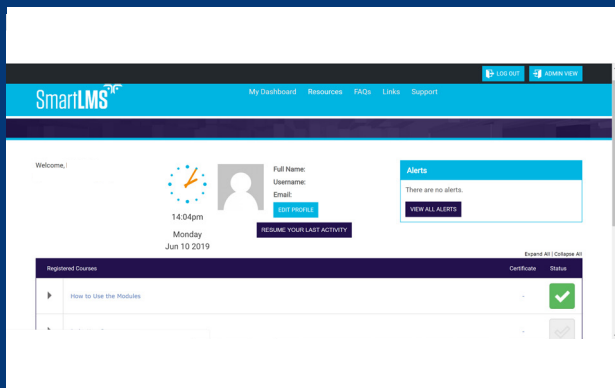 LOG OUT
ADMIN VIEW
SmartLMS
My Dashboard Resources FAQs Links Support
Welcome,
Full Name:
Username:
Email:
EDIT PROFILE
RESUME YOUR LAST ACTIVITY
14:04pm
Monday
Jun 10 2019
Alerts
There are no alerts.
VIEW ALL ALERTS
Expand All | Collapse All
Registered Courses Certificate Status
How to Use the Modules -